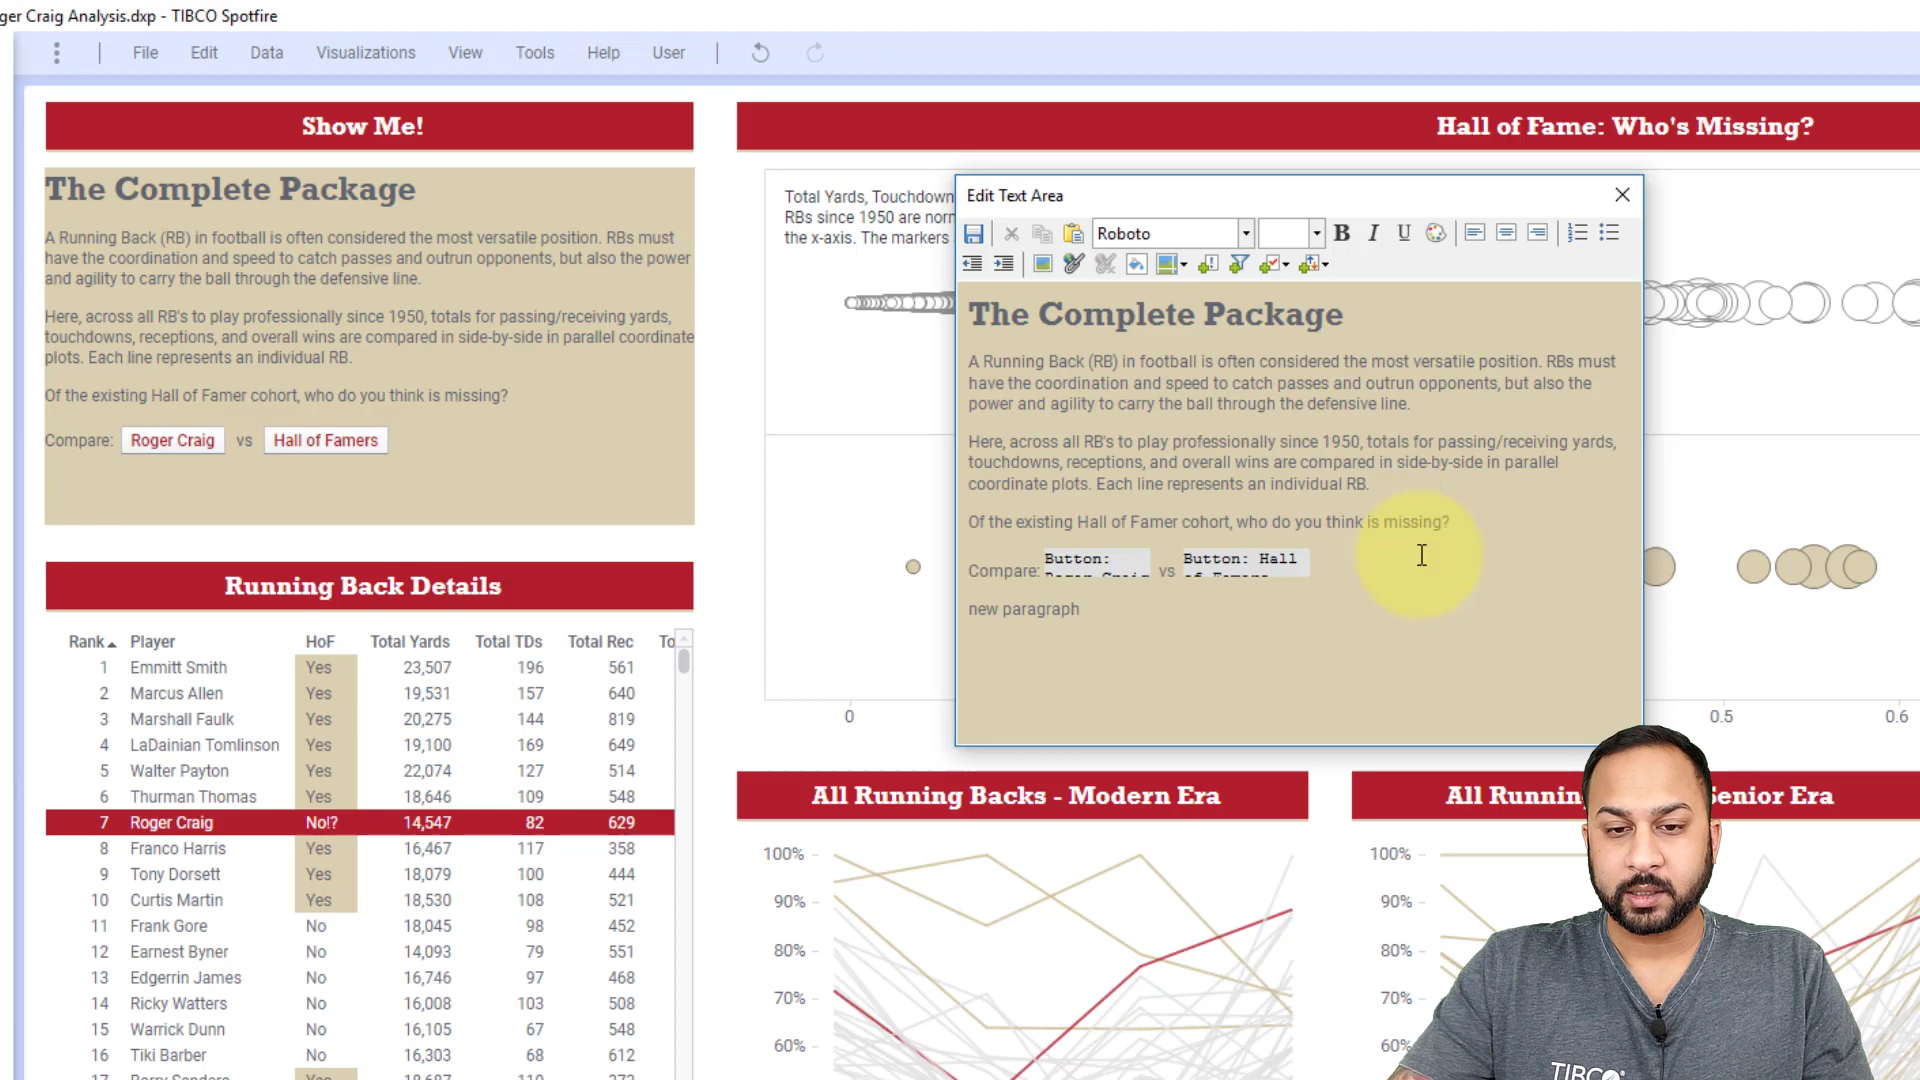 ger Craig Analysis.dxp - TIBCO Spotfire
File Edit Data Visualizations View Tools Help User
Show Me!
The Complete Package
A Running Back (RB) in football is often considered the most versatile position. RBs must
have the coordination and speed to catch passes and outrun opponents, but also the power
and agility to carry the ball through the defensive line.
Here, across all RB's to play professionally since 1950, totals for passing/receiving yards,
touchdowns, receptions, and overall wins are compared in side-by-side in parallel coordinate
plots. Each line represents an individual RB.
Of the existing Hall of Famer cohort, who do you think is missing?
Compare: Roger Craig vs Hall of Famers
Running Back Details
Rank Player HoF Total Yards Total TDs Total Rec To
1 Emmitt Smith Yes 23,507 196 561
2 Marcus Allen Yes 19,531 157 640
3 Marshall Faulk Yes 20,275 144 819
4 LaDainian Tomlinson Yes 19,100 169 649
5 Walter Payton Yes 22,074 127 514
6 Thurman Thomas Yes 18,646 109 548
7 Roger Craig No!? 14,547 82 629
8 Franco Harris Yes 16,467 117 358
9 Tony Dorsett Yes 18,079 100 444
10 Curtis Martin Yes 18,530 108 521
11 Frank Gore No 18,045 98 452
12 Earnest Byner No 14,093 79 551
13 Edgerrin James No 16,746 97 468
14 Ricky Watters No 16,008 103 508
15 Warrick Dunn No 16,105 67 548
16 Tiki Barber No 16,303 68 612
Hall of Fame: Who's Missing?
Total Yards, Touchdown
RBs since 1950 are norm
the x-axis. The markers
0 0.5 0.6
Edit Text Area
Roboto
B I U
The Complete Package
A Running Back (RB) in football is often considered the most versatile position. RBs must
have the coordination and speed to catch passes and outrun opponents, but also the
power and agility to carry the ball through the defensive line.
Here, across all RB's to play professionally since 1950, totals for passing/receiving yards,
touchdowns, receptions, and overall wins are compared in side-by-side in parallel
coordinate plots. Each line represents an individual RB.
Of the existing Hall of Famer cohort, who do you think is missing?
Compare: Button: Roger Craig vs Button: Hall of Famers
new paragraph
All Running Backs - Modern Era
100%
90%
80%
70%
60%
All Runnin Senior Era
100%
90%
80%
70%
60%
TIBCO